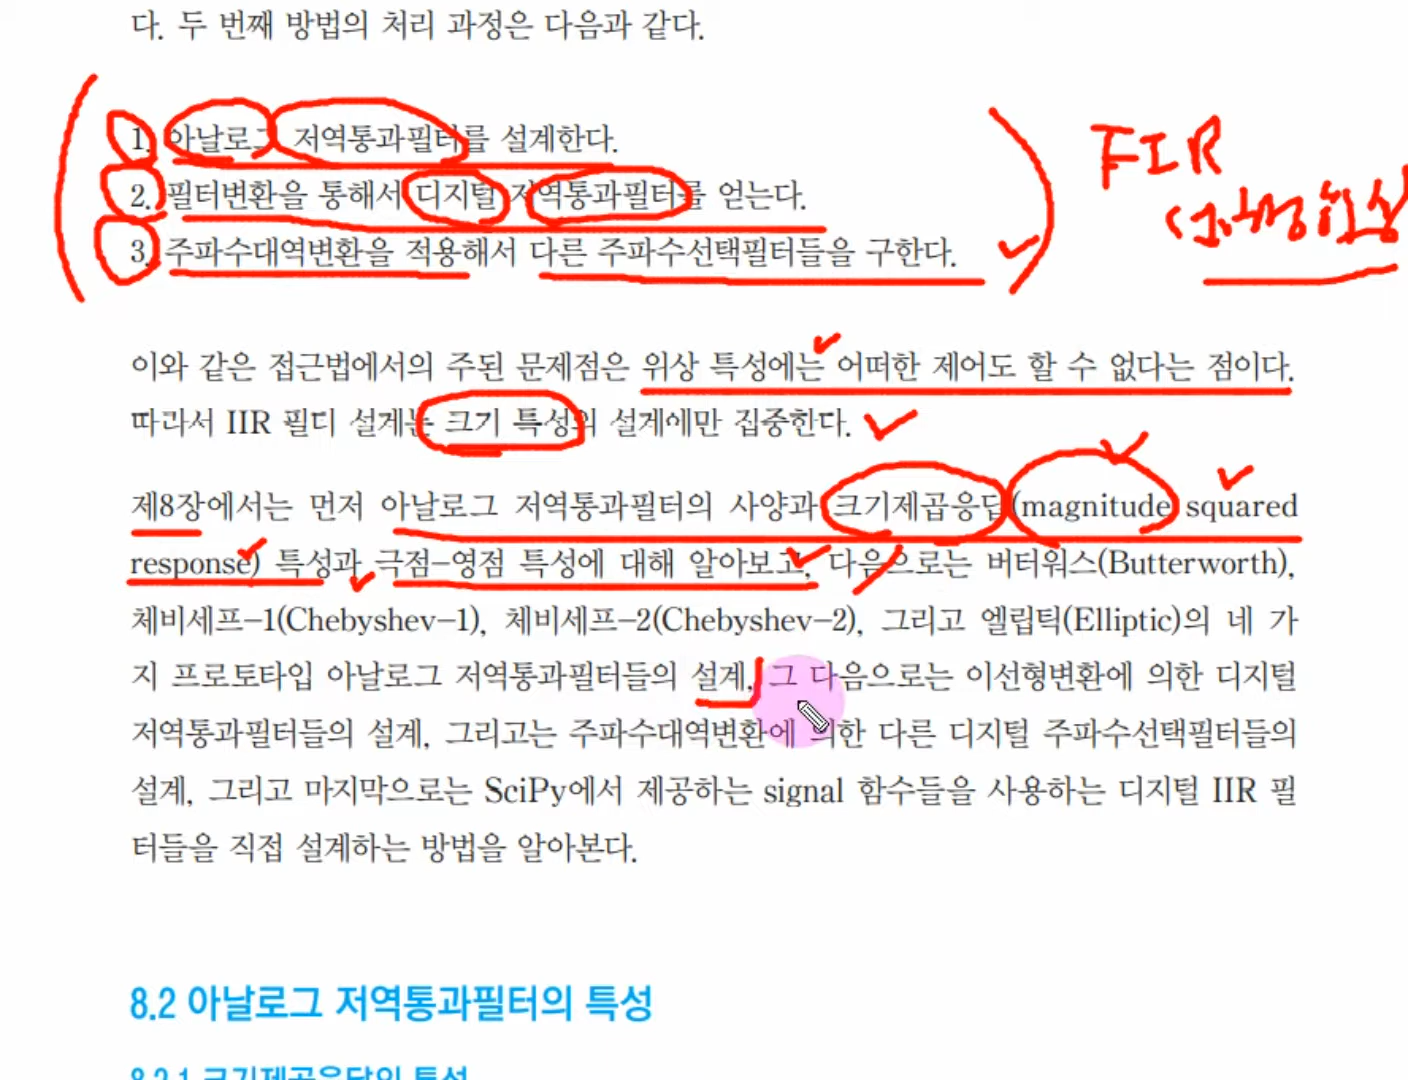 다. 두 번째 방법의 처리 과정은 다음과 같다.
1. 아날로그 저역통과필터를 설계한다.
2. 필터변환을 통해서 디지털 저역통과필터를 얻는다.
3. 주파수대역변환을 적용해서 다른 주파수선택필터들을 구한다.
FIR
이와 같은 접근법에서의 주된 문제점은 위상 특성에는 어떠한 제어도 할 수 없다는 점이다.
따라서 IIR 필터 설계는 크기 특성의 설계에만 집중한다.
제8장에서는 먼저 아날로그 저역통과필터의 사양과 크기제곱응답(magnitude squared
response) 특성과 극점-영점 특성에 대해 알아보고, 다음으로는 버터워스(Butterworth),
체비세프-1(Chebyshev-1), 체비세프-2(Chebyshev-2), 그리고 엘립틱(Elliptic)의 네 가
지 프로토타입 아날로그 저역통과필터들의 설계, 그 다음으로는 이선형변환에 의한 디지털
저역통과필터들의 설계, 그리고는 주파수대역변환에 의한 다른 디지털 주파수선택필터들의
설계, 그리고 마지막으로는 SciPy에서 제공하는 signal 함수들을 사용하는 디지털 IIR 필
터들을 직접 설계하는 방법을 알아본다.
8.2 아날로그 저역통과필터의 특성
8.2.1 크기제곱응답의 특성